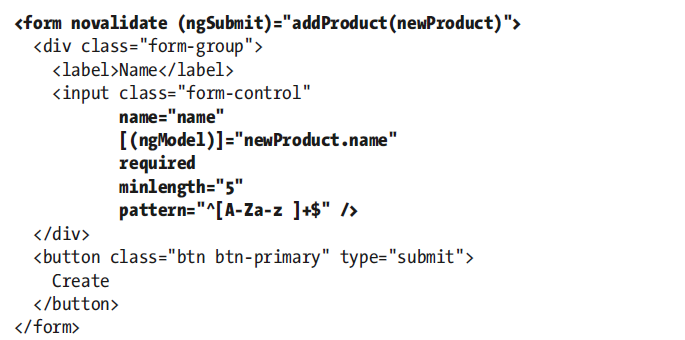 <form novalidate (ngSubmit)="addProduct(newProduct)">
  <div class="form-group">
    <label>Name</label>
    <input class="form-control"
           name="name"
           [(ngModel)]="newProduct.name"
           required
           minlength="5"
           pattern="^[A-Za-z ]+$" />
  </div>
  <button class="btn btn-primary" type="submit">
    Create
  </button>
</form>